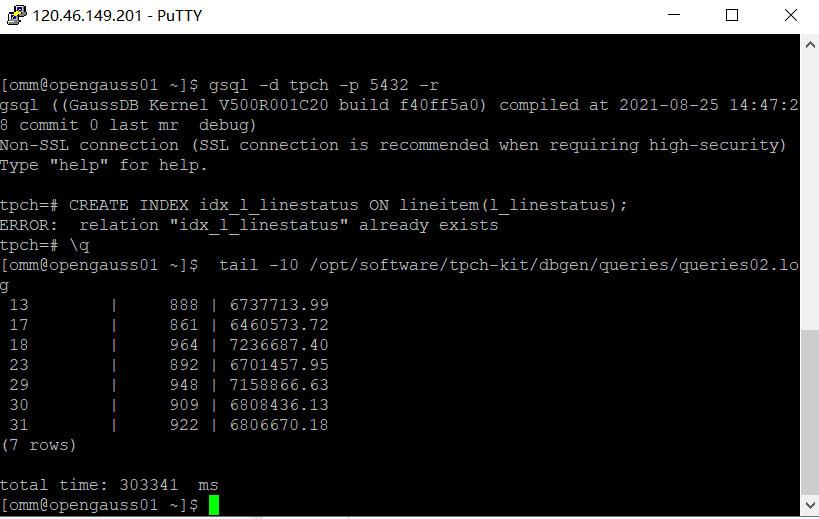 120.46.149.201 - PuTTY
[omm@opengauss01 ~]$ gsql -d tpch -p 5432 -r
gsql ((GaussDB Kernel V500R001C20 build f40ff5a0) compiled at 2021-08-25 14:47:2
8 commit 0 last mr  debug)
Non-SSL connection (SSL connection is recommended when requiring high-security)
Type "help" for help.
tpch=# CREATE INDEX idx_l_linestatus ON lineitem(l_linestatus);
ERROR:  relation "idx_l_linestatus" already exists
tpch=# \q
[omm@opengauss01 ~]$  tail -10 /opt/software/tpch-kit/dbgen/queries/queries02.lo
g
 13        |     888 | 6737713.99
 17        |     861 | 6460573.72
 18        |     964 | 7236687.40
 23        |     892 | 6701457.95
 29        |     948 | 7158866.63
 30        |     909 | 6808436.13
 31        |     922 | 6806670.18
(7 rows)
total time: 303341  ms
[omm@opengauss01 ~]$